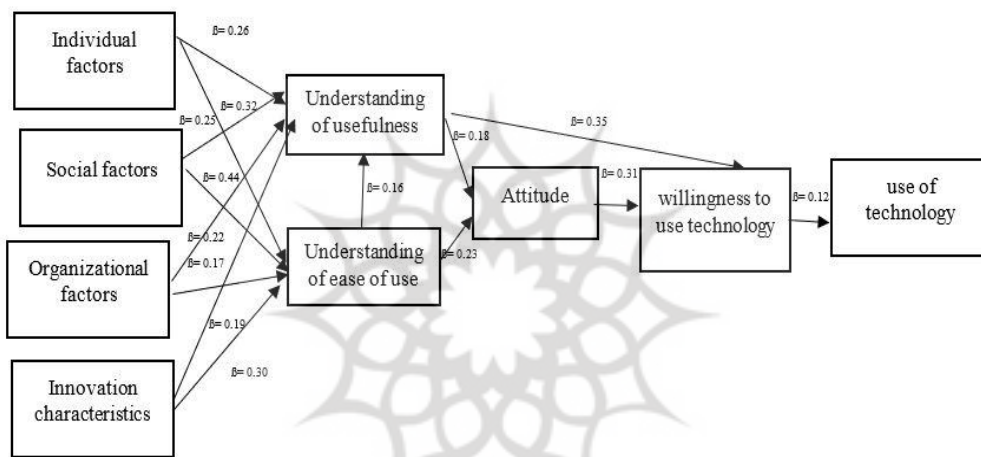 Individual
factors
ß= 0.26
ß= 0.32
ß= 0.25
Understanding
of usefulness
ß= 0.35
ß= 0.18
Social factors
ß= 0.44
ß= 0.16
Attitude
ß= 0.31
willingness to
use technology
ß= 0.12
use of
technology
ß= 0.22
ß= 0.17
Organizational
factors
Understanding
of ease of use
ß= 0.23
ß= 0.19
ß= 0.30
Innovation
characteristics